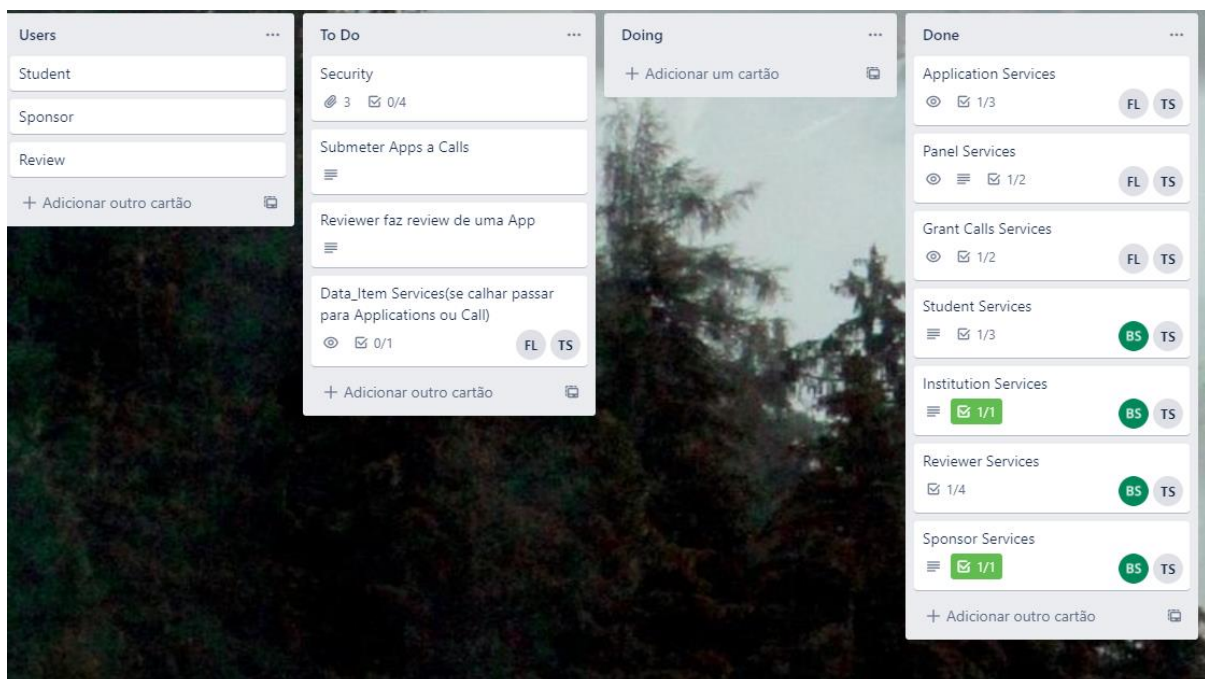 Users
Student
Sponsor
Review
+ Adicionar outro cartão
To Do
Security
3 0/4
Submeter Apps a Calls
Reviewer faz review de uma App
Data_Item Services(se calhar passar
para Applications ou Call)
0/1 FL TS
+ Adicionar outro cartão
Doing
+ Adicionar um cartão
Done
Application Services
1/3 FL TS
Panel Services
1/2 FL TS
Grant Calls Services
1/2 FL TS
Student Services
1/3 BS TS
Institution Services
1/1 BS TS
Reviewer Services
1/4 BS TS
Sponsor Services
1/1 BS TS
+ Adicionar outro cartão